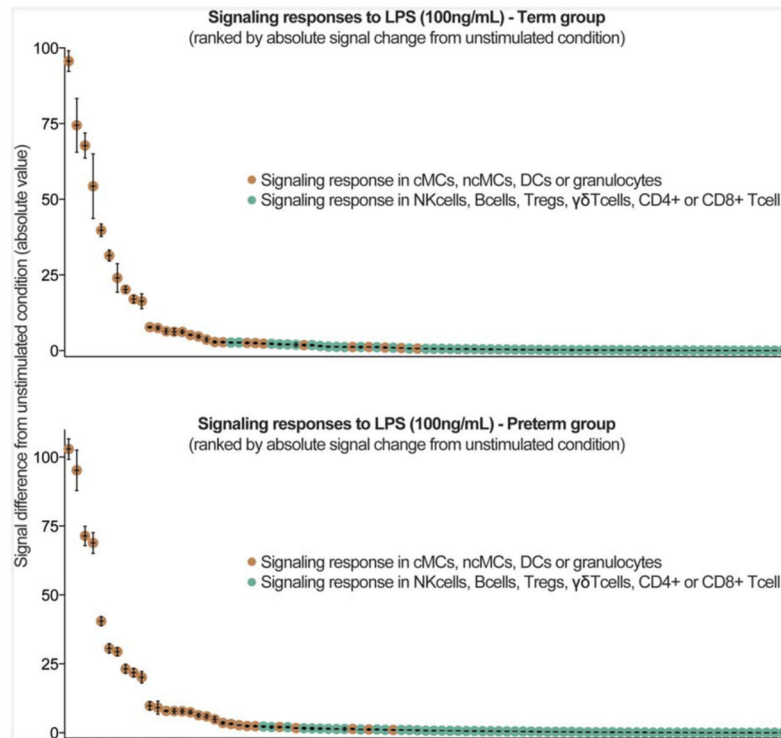 Signaling responses to LPS (100ng/mL) - Term group
(ranked by absolute signal change from unstimulated condition)
100
75
50
25
0
Signaling response in cMCs, ncMCs, DCs or granulocytes
Signaling response in NKcells, Bcells, Tregs, γδTcells, CD4+ or CD8+ Tcell
Signal difference from unstimulated condition (absolute value)
Signaling responses to LPS (100ng/mL) - Preterm group
(ranked by absolute signal change from unstimulated condition)
100
75
50
25
0
Signaling response in cMCs, ncMCs, DCs or granulocytes
Signaling response in NKcells, Bcells, Tregs, γδTcells, CD4+ or CD8+ Tcell